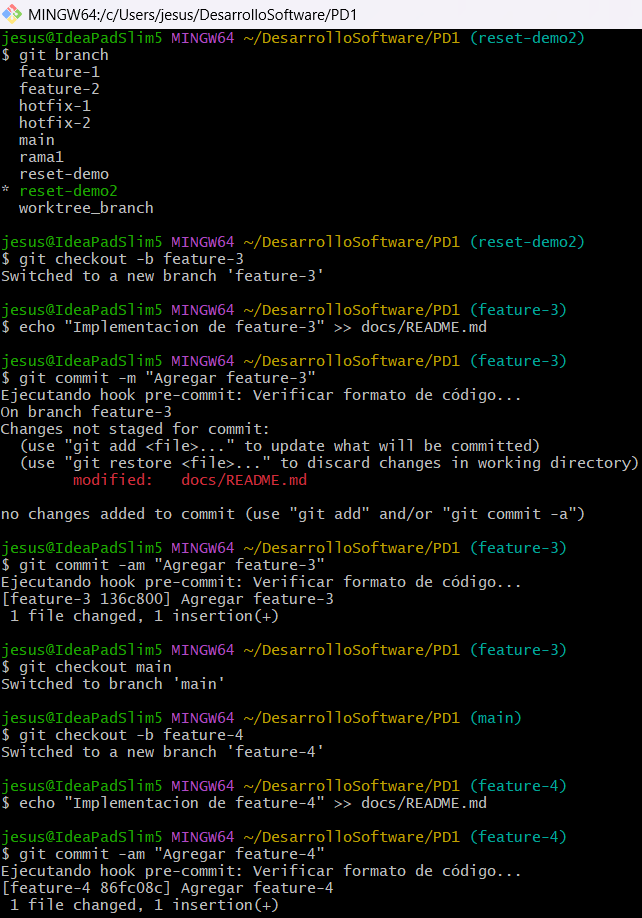 MINGW64:/c/Users/jesus/DesarrolloSoftware/PD1
jesus@IdeaPadSlim5 MINGW64 ~/DesarrolloSoftware/PD1 (reset-demo2)
$ git branch
  feature-1
  feature-2
  hotfix-1
  hotfix-2
  main
  rama1
  reset-demo
* reset-demo2
  worktree_branch
jesus@IdeaPadSlim5 MINGW64 ~/DesarrolloSoftware/PD1 (reset-demo2)
$ git checkout -b feature-3
Switched to a new branch 'feature-3'
jesus@IdeaPadSlim5 MINGW64 ~/DesarrolloSoftware/PD1 (feature-3)
$ echo "Implementacion de feature-3" >> docs/README.md
jesus@IdeaPadSlim5 MINGW64 ~/DesarrolloSoftware/PD1 (feature-3)
$ git commit -m "Agregar feature-3"
Ejecutando hook pre-commit: Verificar formato de código...
On branch feature-3
Changes not staged for commit:
  (use "git add <file>..." to update what will be committed)
  (use "git restore <file>..." to discard changes in working directory)
        modified:   docs/README.md
no changes added to commit (use "git add" and/or "git commit -a")
jesus@IdeaPadSlim5 MINGW64 ~/DesarrolloSoftware/PD1 (feature-3)
$ git commit -am "Agregar feature-3"
Ejecutando hook pre-commit: Verificar formato de código...
[feature-3 136c800] Agregar feature-3
 1 file changed, 1 insertion(+)
jesus@IdeaPadSlim5 MINGW64 ~/DesarrolloSoftware/PD1 (feature-3)
$ git checkout main
Switched to branch 'main'
jesus@IdeaPadSlim5 MINGW64 ~/DesarrolloSoftware/PD1 (main)
$ git checkout -b feature-4
Switched to a new branch 'feature-4'
jesus@IdeaPadSlim5 MINGW64 ~/DesarrolloSoftware/PD1 (feature-4)
$ echo "Implementacion de feature-4" >> docs/README.md
jesus@IdeaPadSlim5 MINGW64 ~/DesarrolloSoftware/PD1 (feature-4)
$ git commit -am "Agregar feature-4"
Ejecutando hook pre-commit: Verificar formato de código...
[feature-4 86fc08c] Agregar feature-4
 1 file changed, 1 insertion(+)